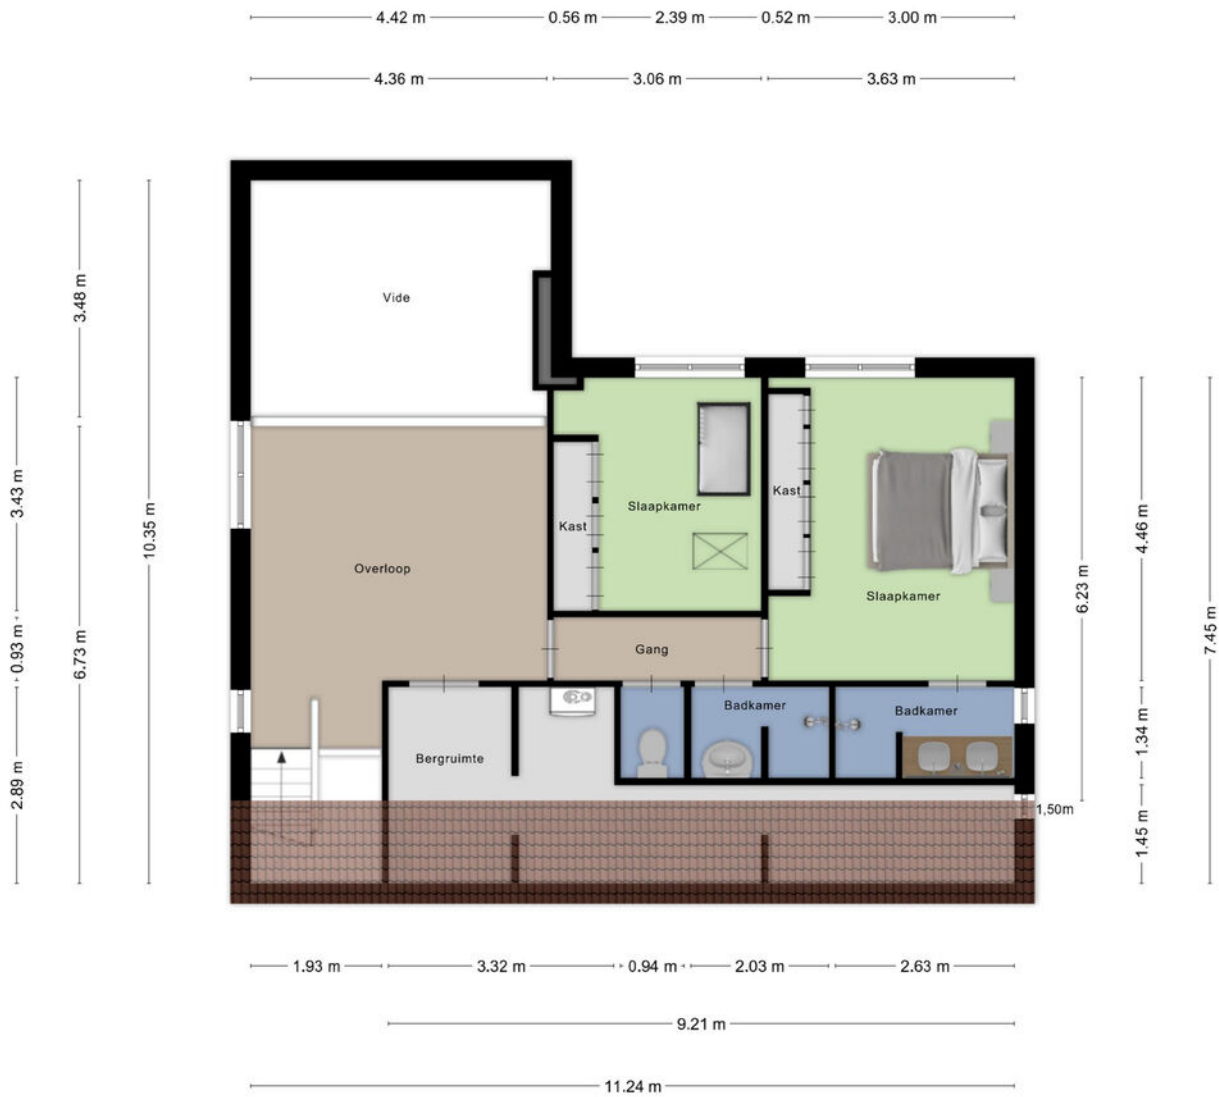 4.42 m 0.56 m 2.39 m 0.52 m 3.00 m
4.36 m 3.06 m 3.63 m
Vide
3.48 m
10.35 m
3.43 m
4.46 m
Kast
Slaapkamer
Kast
Overloop
Slaapkamer
6.23 m
7.45 m
0.93 m
6.73 m
Gang
Badkamer
Badkamer
1.34 m
Bergruimte
2.89 m
1,50m
1.45 m
1.93 m 3.32 m 0.94 m 2.03 m 2.63 m
9.21 m
11.24 m